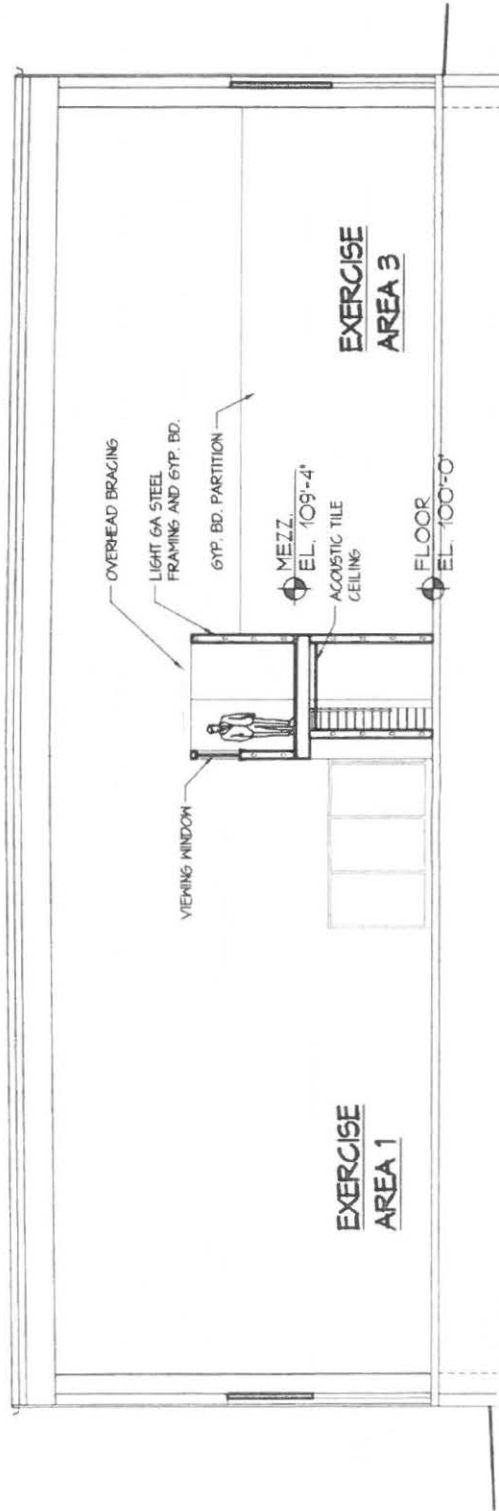 EXERCISE
AREA 1
VIEWING WINDOW
OVERHEAD BRACING
LIGHT GA STEEL
FRAMING AND GYP. BD.
GYP. BD. PARTITION
MEZZ.
EL. 109'-4"
ACOUSTIC TILE
CEILING
FLOOR
EL. 100'-0"
EXERCISE
AREA 3